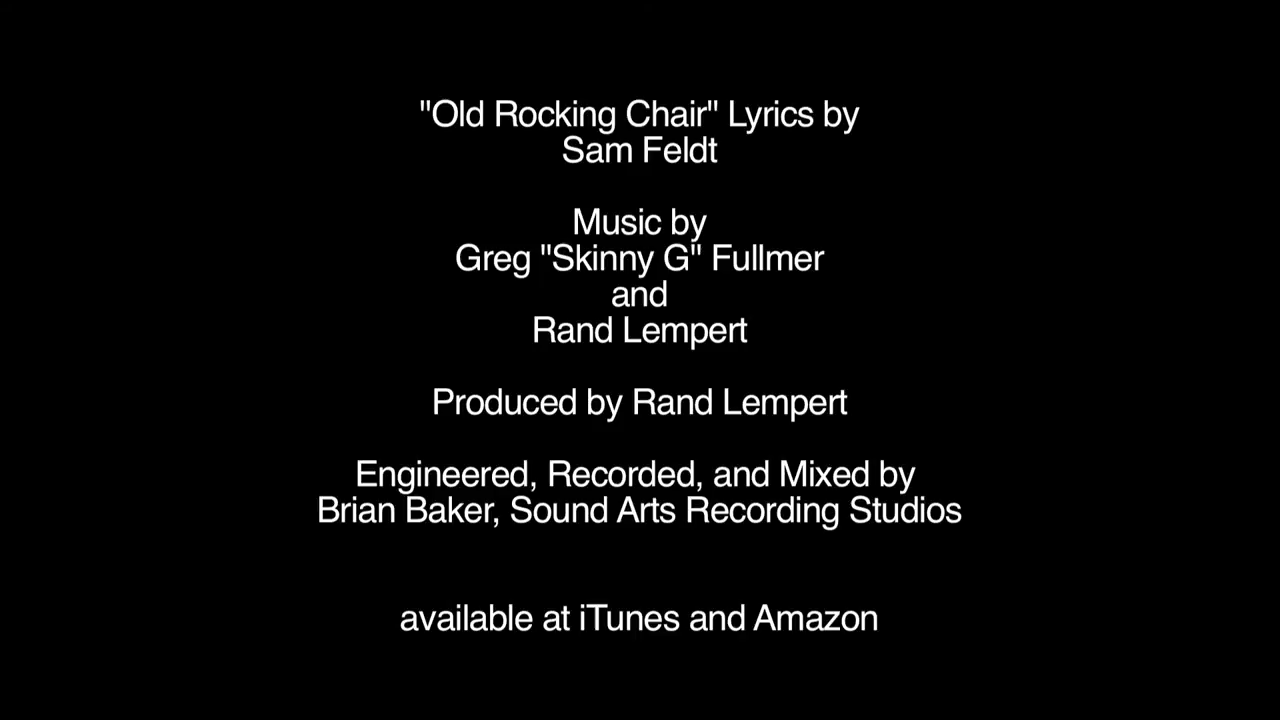 "Old Rocking Chair" Lyrics by
Sam Feldt
Music by
Greg "Skinny G" Fullmer
and
Rand Lempert
Produced by Rand Lempert
Engineered, Recorded, and Mixed by
Brian Baker, Sound Arts Recording Studios
available at iTunes and Amazon